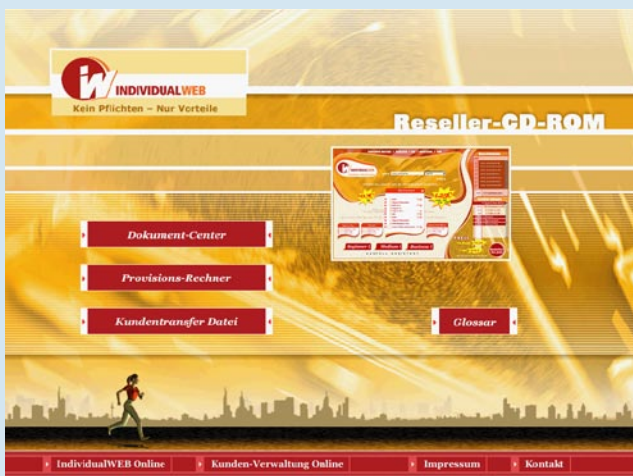 iW INDIVIDUALWEB
Kein Pflichten – Nur Vorteile
Reseller-CD-ROM
Dokument-Center
Provisions-Rechner
Kundentransfer Datei
Glossar
IndividualWEB Online
Kunden-Verwaltung Online
Impressum
Kontakt